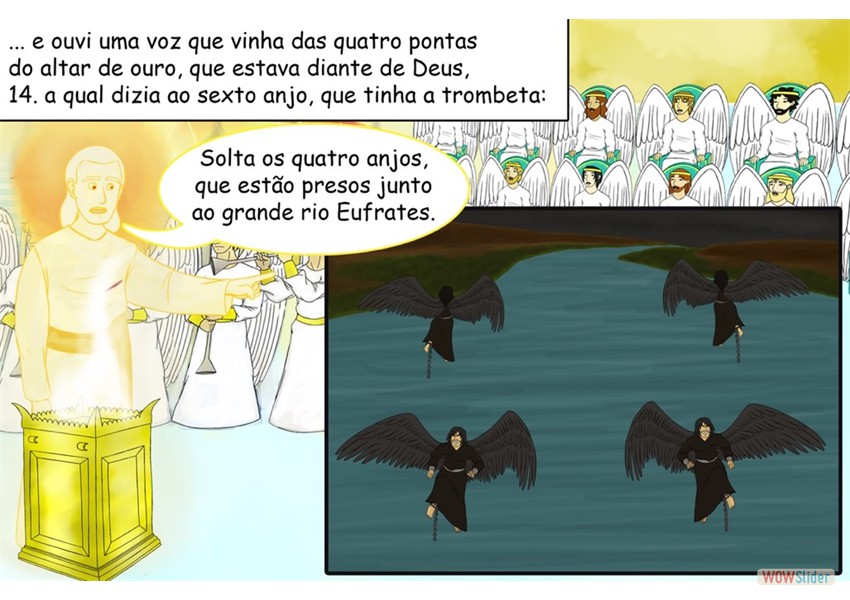 ... e ouvi uma voz que vinha das quatro pontas
do altar de ouro, que estava diante de Deus,
14. a qual dizia ao sexto anjo, que tinha a trombeta:
Solta os quatro anjos,
que estão presos junto
ao grande rio Eufrates.
WOWSlider